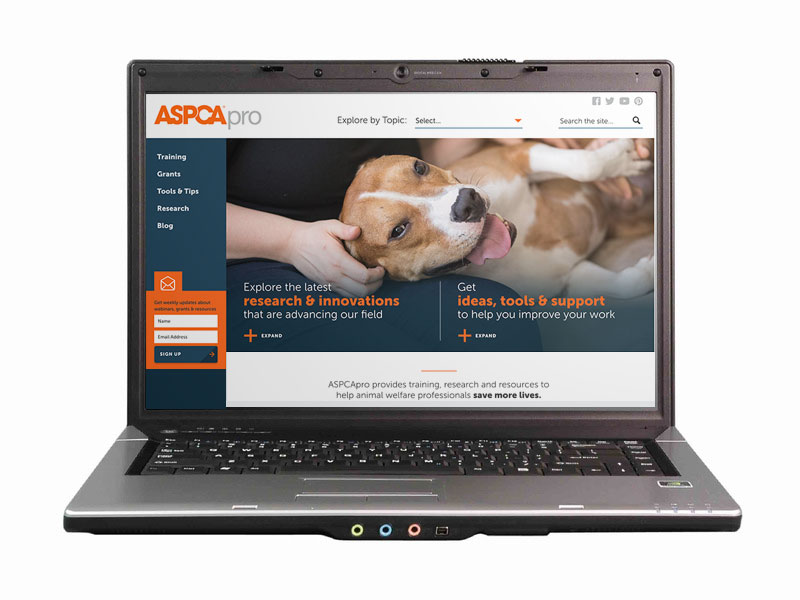 ASPCApro
Explore by Topic:
Select...
Search the site...
Training
Grants
Tools & Tips
Research
Blog
Get weekly updates about
webinars, grants & resources
Name
Email Address
SIGN UP
Explore the latest
research & innovations
that are advancing our field
EXPAND
Get
ideas, tools & support
to help you improve your work
EXPAND
ASPCApro provides training, research and resources to
help animal welfare professionals save more lives.